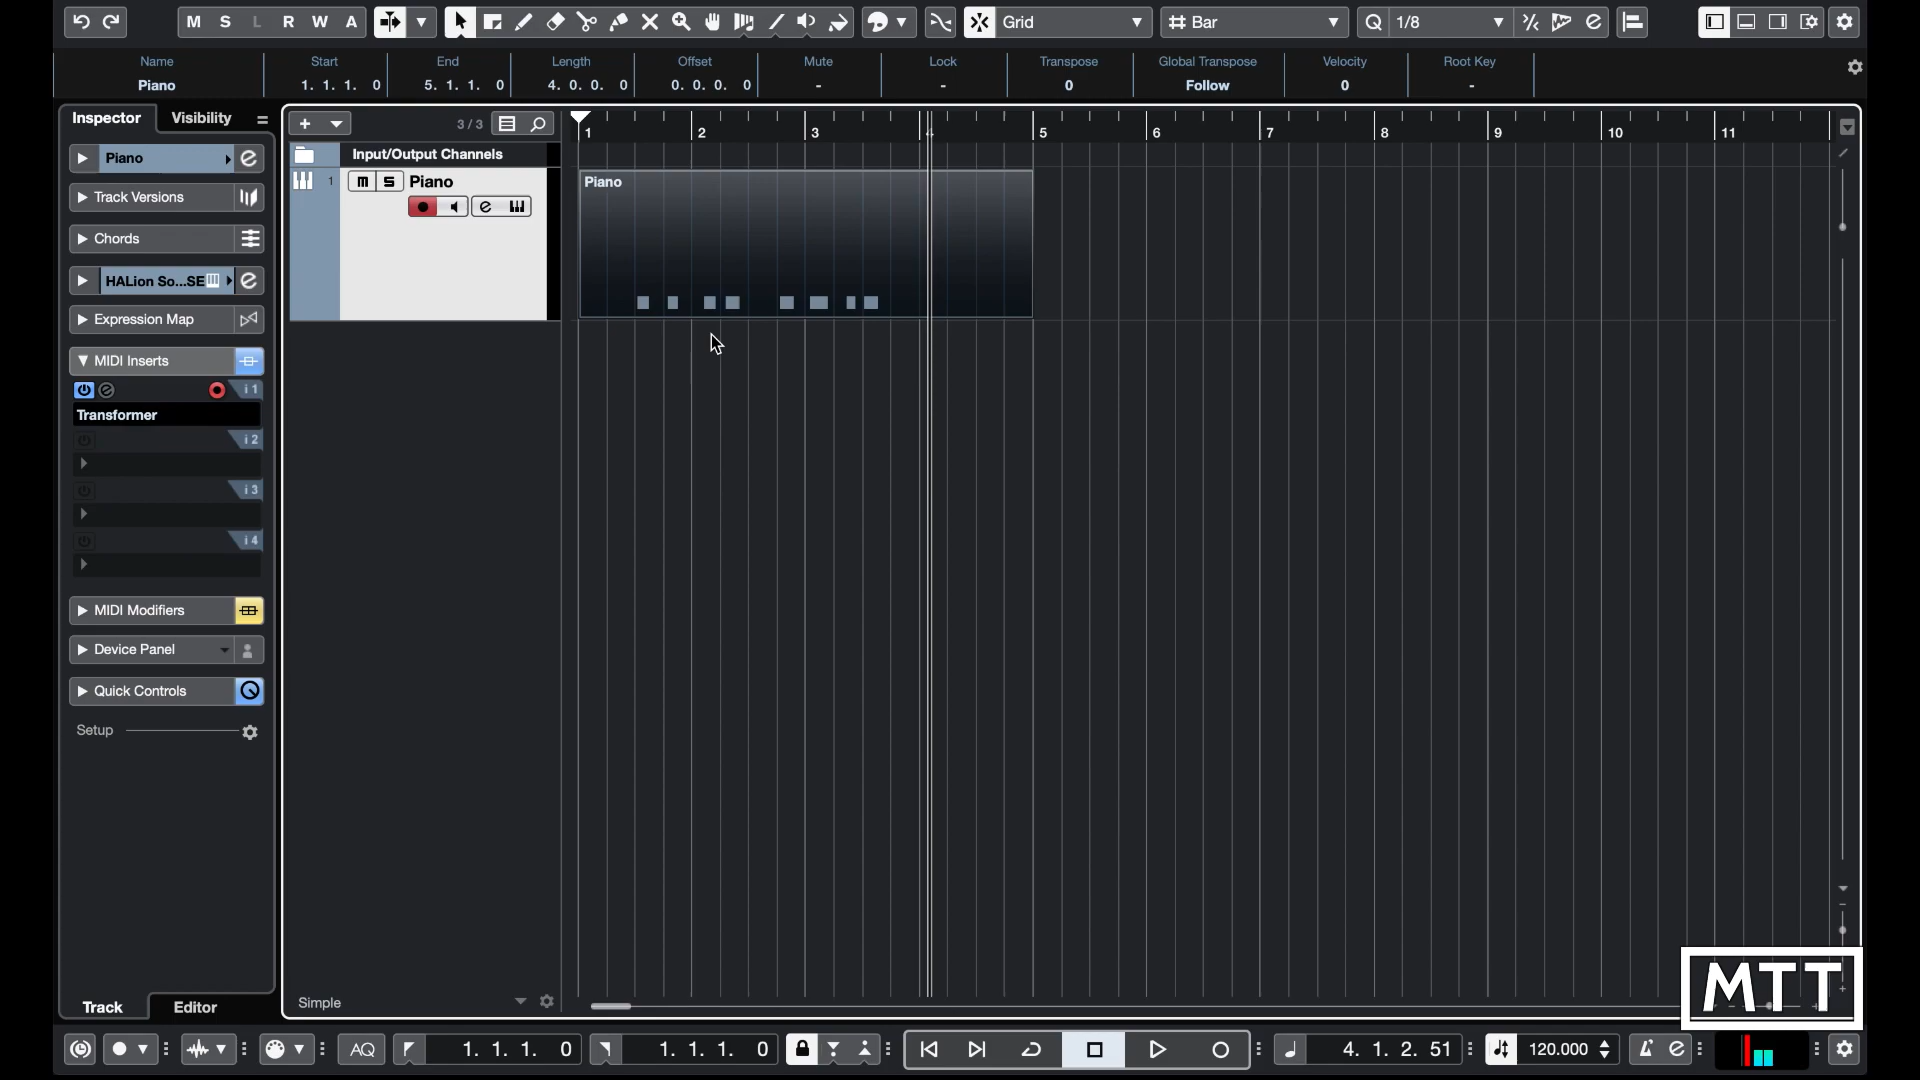 M S L R W A Grid Bar Q 1/8
Name Start End Length Offset Mute Lock Transpose Global Transpose Velocity Root Key
Piano 1. 1. 1. 0 5. 1. 1. 0 4. 0. 0. 0 0. 0. 0. 0 - - 0 Follow 0 -
Inspector Visibility
3 / 3
1 2 3 4 5 6 7 8 9 10 11
Piano
Input/Output Channels
1 m S Piano
Piano
Track Versions
Chords
HALion So...SE
Expression Map
MIDI Inserts
i 1
Transformer
i 2
i 3
i 4
MIDI Modifiers
Device Panel
Quick Controls
Setup
Simple
Track Editor
MTT
AQ 1. 1. 1. 0 1. 1. 1. 0 4. 1. 2. 51 120.000